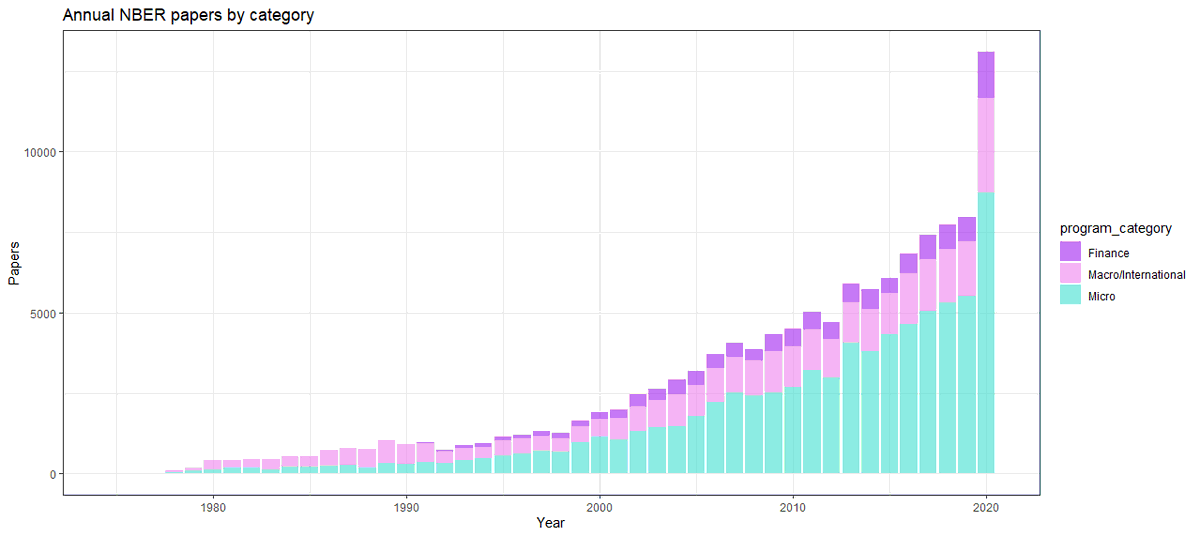 Annual NBER papers by category
10000
5000
0
Papers
1980
1990
2000
2010
2020
Year
program_category
Finance
Macro/International
Micro